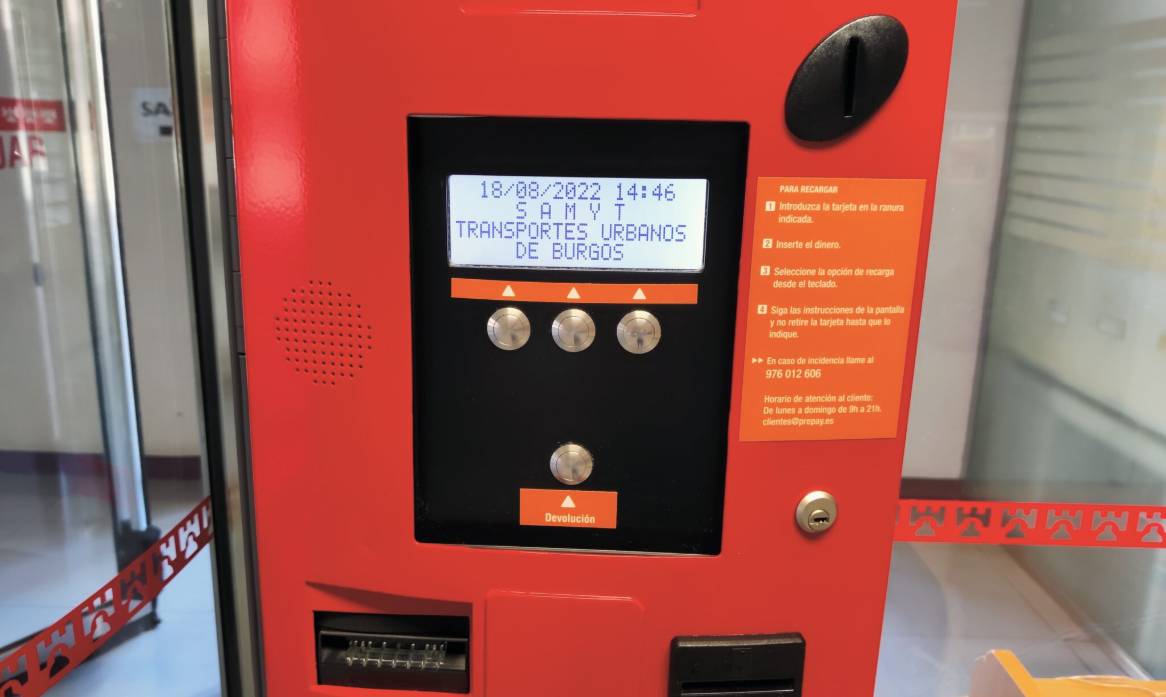 18/08/2022 14:46
S A M Y T
TRANSPORTES URBANOS
DE BURGOS
Devolución
PARA RECARGAR
1 Introduzca la tarjeta en la ranura
indicada.
2 Inserte el dinero.
3 Seleccione la opción de recarga
desde el teclado.
4 Siga las instrucciones de la pantalla
y no retire la tarjeta hasta que lo
indique.
En caso de incidencia llame al
976 012 606
Horario de atención al cliente:
De lunes a domingo de 9h a 21h.
clientes@prepay.es